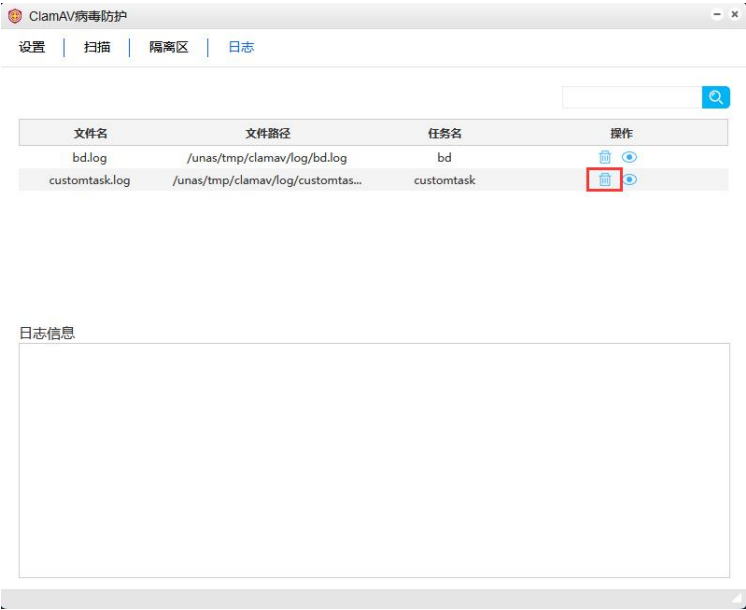 ClamAV病毒防护
设置 扫描 隔离区 日志
文件名 文件路径 任务名 操作
bd.log /unas/tmp/clamav/log/bd.log bd
customtask.log /unas/tmp/clamav/log/customtas... customtask
日志信息